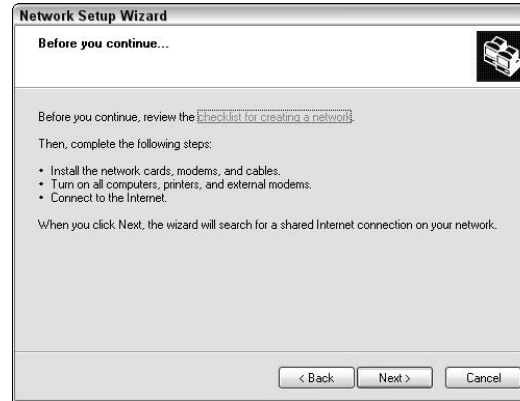 Network Setup Wizard
Before you continue...
Before you continue, review the checklist for creating a network.
Then, complete the following steps:
• Install the network cards, modems, and cables.
• Turn on all computers, printers, and external modems.
• Connect to the Internet.
When you click Next, the wizard will search for a shared Internet connection on your network.
< Back
Next >
Cancel